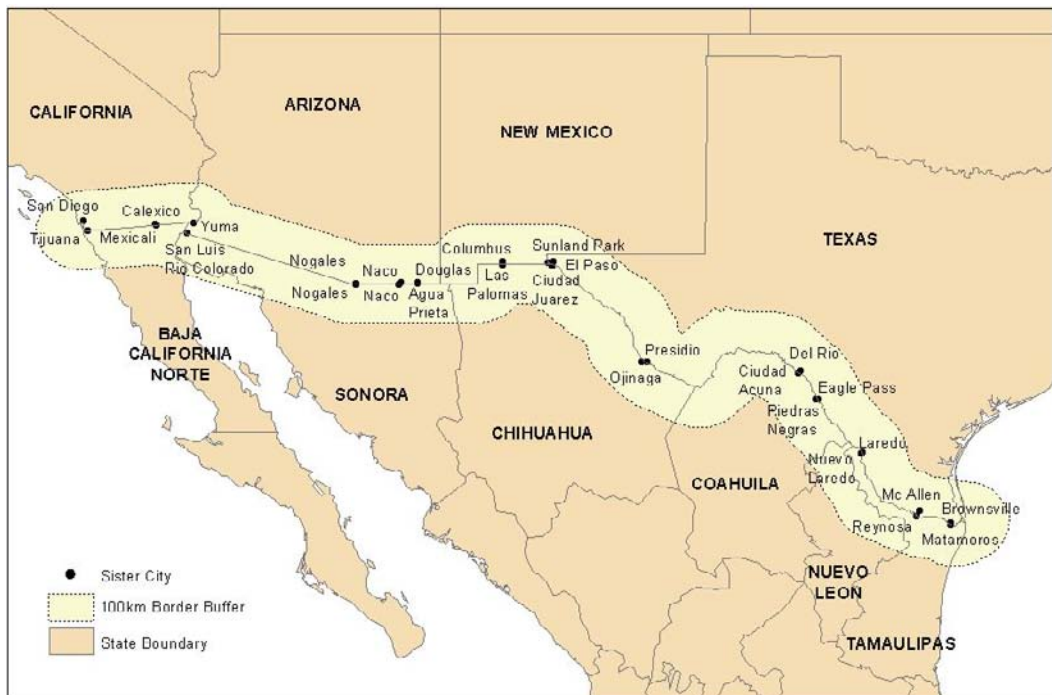 CALIFORNIA
ARIZONA
NEW MEXICO
TEXAS
San Diego
Tijuana
Calexico
Mexicali
Yuma
San Luis
Rio Colorado
Nogales
Nogales
Naco
Naco
Douglas
Agua
Prieta
Columbus
Las
Palomas
Sunland Park
El Paso
Ciudad
Juarez
Presidio
Ojinaga
Del Rio
Ciudad
Acuna
Eagle Pass
Piedras
Negras
Laredo
Nuevo
Laredo
Mc Allen
Reynosa
Brownsville
Matamoros
BAJA
CALIFORNIA
NORTE
SONORA
CHIHUAHUA
COAHUILA
NUEVO
LEON
TAMAULIPAS
Sister City
100km Border Buffer
State Boundary